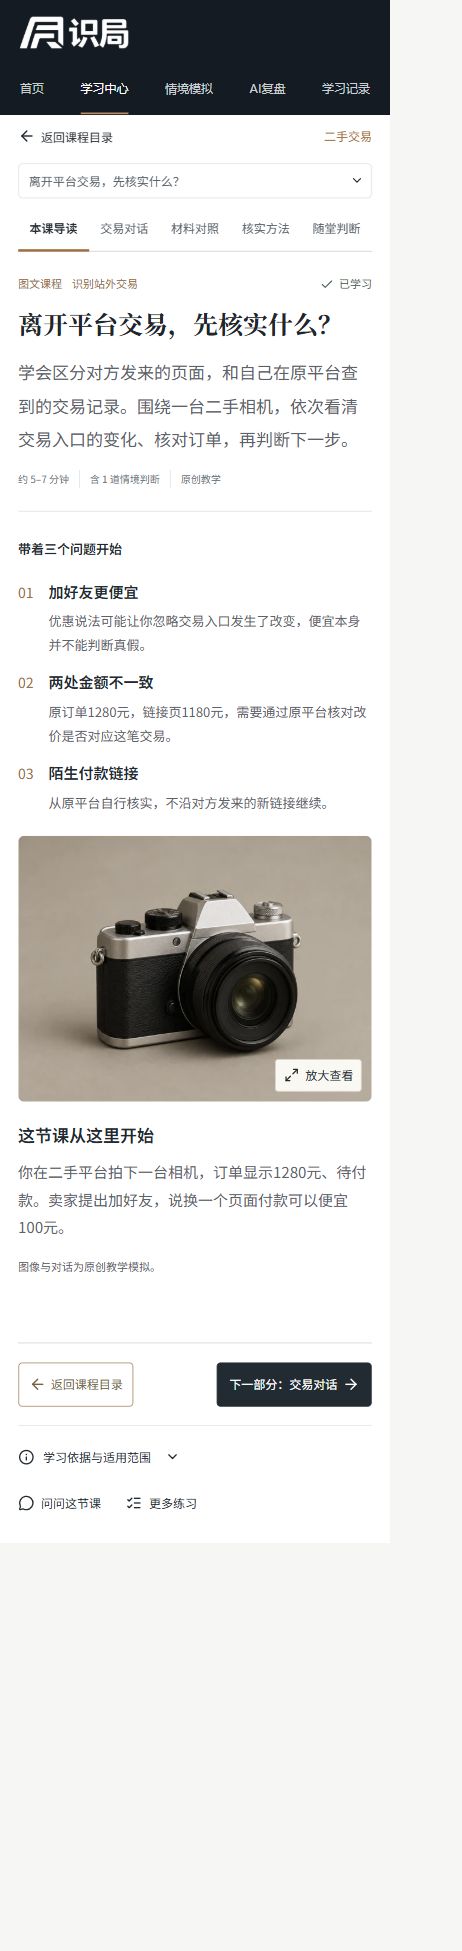 识局
首页 学习中心 情境模拟 AI复盘 学习记录
返回课程目录 二手交易
离开平台交易，先核实什么？
本课导读 交易对话 材料对照 核实方法 随堂判断
图文课程 识别站外交易 已学习
离开平台交易，先核实什么？
学会区分对方发来的页面，和自己在原平台查
到的交易记录。围绕一台二手相机，依次看清
交易入口的变化、核对订单，再判断下一步。
约 5–7 分钟 含 1 道情境判断 原创教学
带着三个问题开始
01 加好友更便宜
优惠说法可能让你忽略交易入口发生了改变，便宜本身
并不能判断真假。
02 两处金额不一致
原订单1280元，链接页1180元，需要通过原平台核对改
价是否对应这笔交易。
03 陌生付款链接
从原平台自行核实，不沿对方发来的新链接继续。
放大查看
这节课从这里开始
你在二手平台拍下一台相机，订单显示1280元、待付
款。卖家提出加好友，说换一个页面付款可以便宜
100元。
图像与对话为原创教学模拟。
返回课程目录 下一部分：交易对话
学习依据与适用范围
问问这节课 更多练习